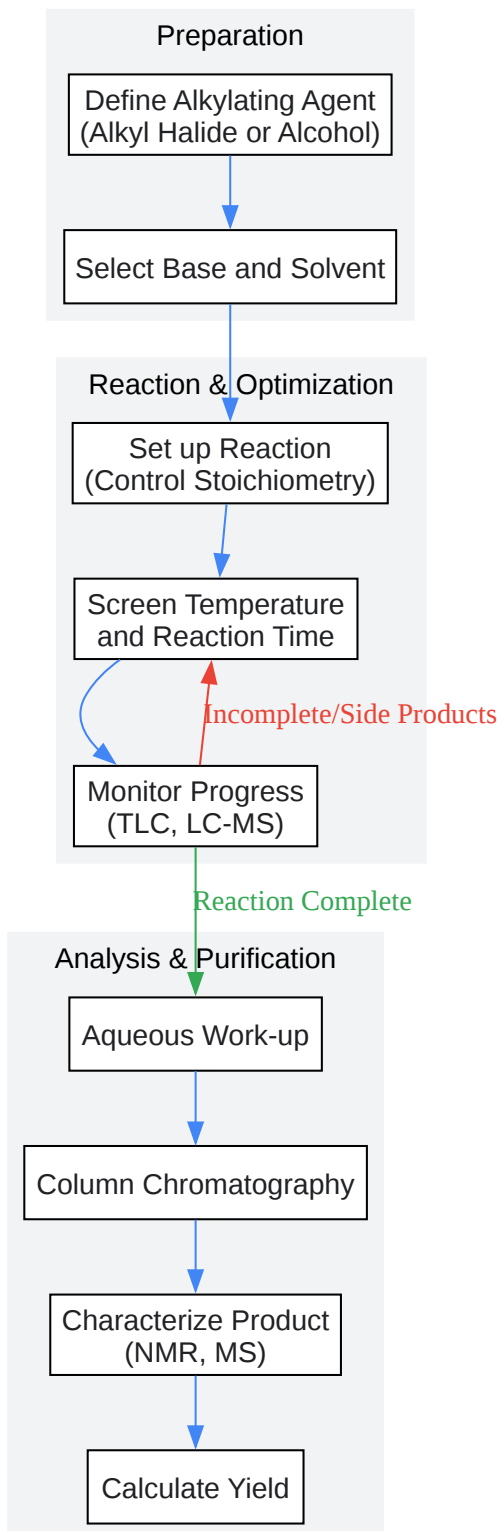 Preparation
Define Alkylating Agent
(Alkyl Halide or Alcohol)
Select Base and Solvent
Reaction & Optimization
Set up Reaction
(Control Stoichiometry)
Screen Temperature
and Reaction Time
Incomplete/Side Products
Monitor Progress
(TLC, LC-MS)
Reaction Complete
Analysis & Purification
Aqueous Work-up
Column Chromatography
Characterize Product
(NMR, MS)
Calculate Yield